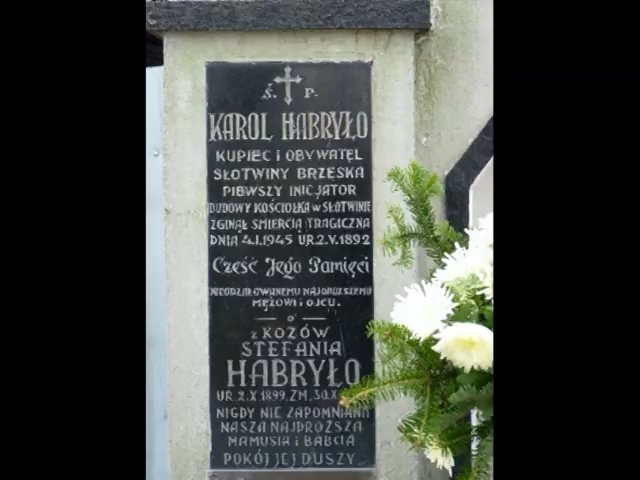 Ś. P.
KAROL HABRYŁO
KUPIEC I OBYWATEL
SŁOTWINY BRZESKA
PIEWSZY INICJATOR
BUDOWY KOŚCIOŁKA w SŁOTWINIE
ZGINĄŁ ŚMIERCIĄ TRAGICZNĄ
DNIA 4.I.1945 UR.2.V.1892
Cześć Jego Pamięci
NIEODŻAŁOWANEMU NAJDROŻSZEMU
MĘŻOWI i OJCU.
z KOZÓW
STEFANIA
HABRYŁO
UR.2.X.1899. ZM. 30.X
NIGDY NIE ZAPOMNIANA
NASZA NAJDROŻSZA
MAMUSIA i BABCIA
POKÓJ JEJ DUSZY